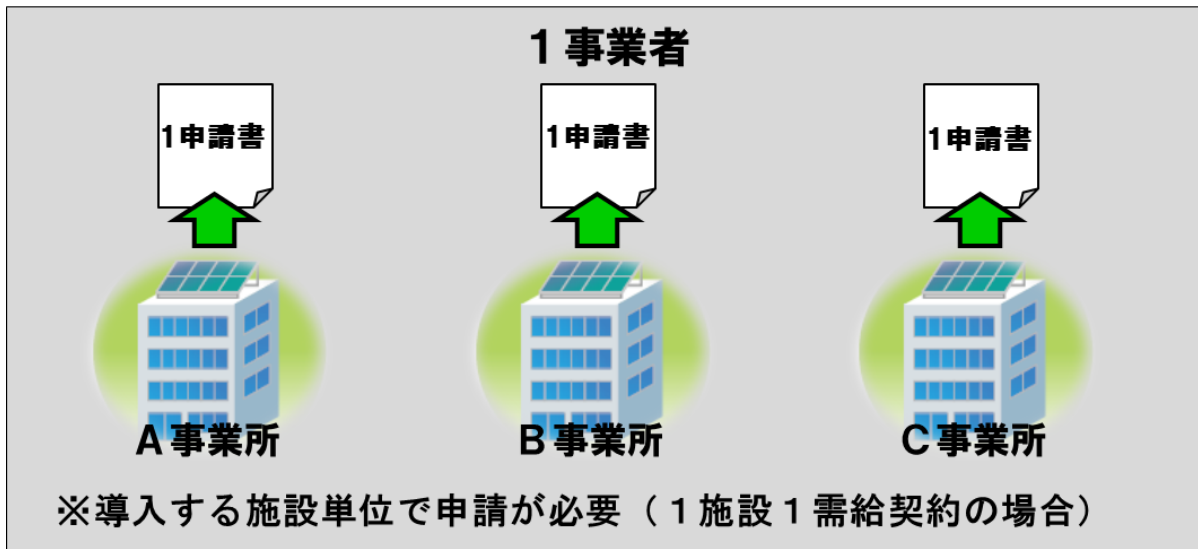 １事業者
1申請書
1申請書
1申請書
A事業所
B事業所
C事業所
※導入する施設単位で申請が必要（１施設１需給契約の場合）